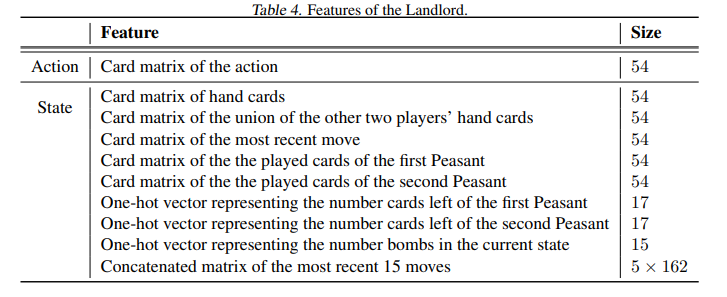 Table 4. Features of the Landlord.
Feature Size
Action Card matrix of the action 54
State Card matrix of hand cards 54
Card matrix of the union of the other two players' hand cards 54
Card matrix of the most recent move 54
Card matrix of the the played cards of the first Peasant 54
Card matrix of the the played cards of the second Peasant 54
One-hot vector representing the number cards left of the first Peasant 17
One-hot vector representing the number cards left of the second Peasant 17
One-hot vector representing the number bombs in the current state 15
Concatenated matrix of the most recent 15 moves 5 × 162